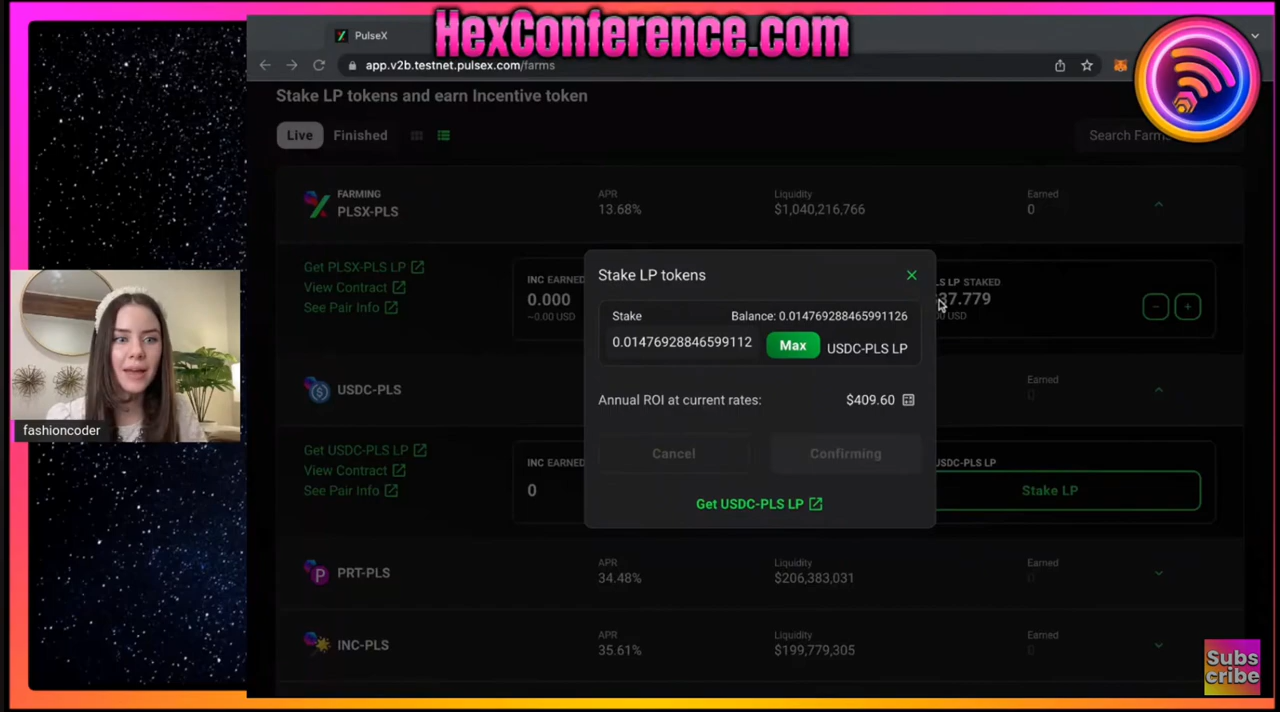 HexConference.com
PulseX
app.v2b.testnet.pulsex.com/farms
Stake LP tokens and earn Incentive token
Live Finished
Search Farms
FARMING
PLSX-PLS
APR
13.68%
Liquidity
$1,040,216,766
Earned
0
Get PLSX-PLS LP
View Contract
See Pair Info
INC EARNED
0.000
~0.00 USD
LP STAKED
37.779
USD
Stake LP tokens
Stake
Balance: 0.014769288465991126
0.01476928846599112
Max
USDC-PLS LP
Annual ROI at current rates:
$409.60
Cancel
Confirming
Get USDC-PLS LP
USDC-PLS
Earned
0
Get USDC-PLS LP
View Contract
See Pair Info
INC EARNED
0
USDC-PLS LP
Stake LP
PRT-PLS
APR
34.48%
Liquidity
$206,383,031
Earned
0
INC-PLS
APR
35.61%
Liquidity
$199,779,305
Earned
0
fashioncoder
Subs
cribe